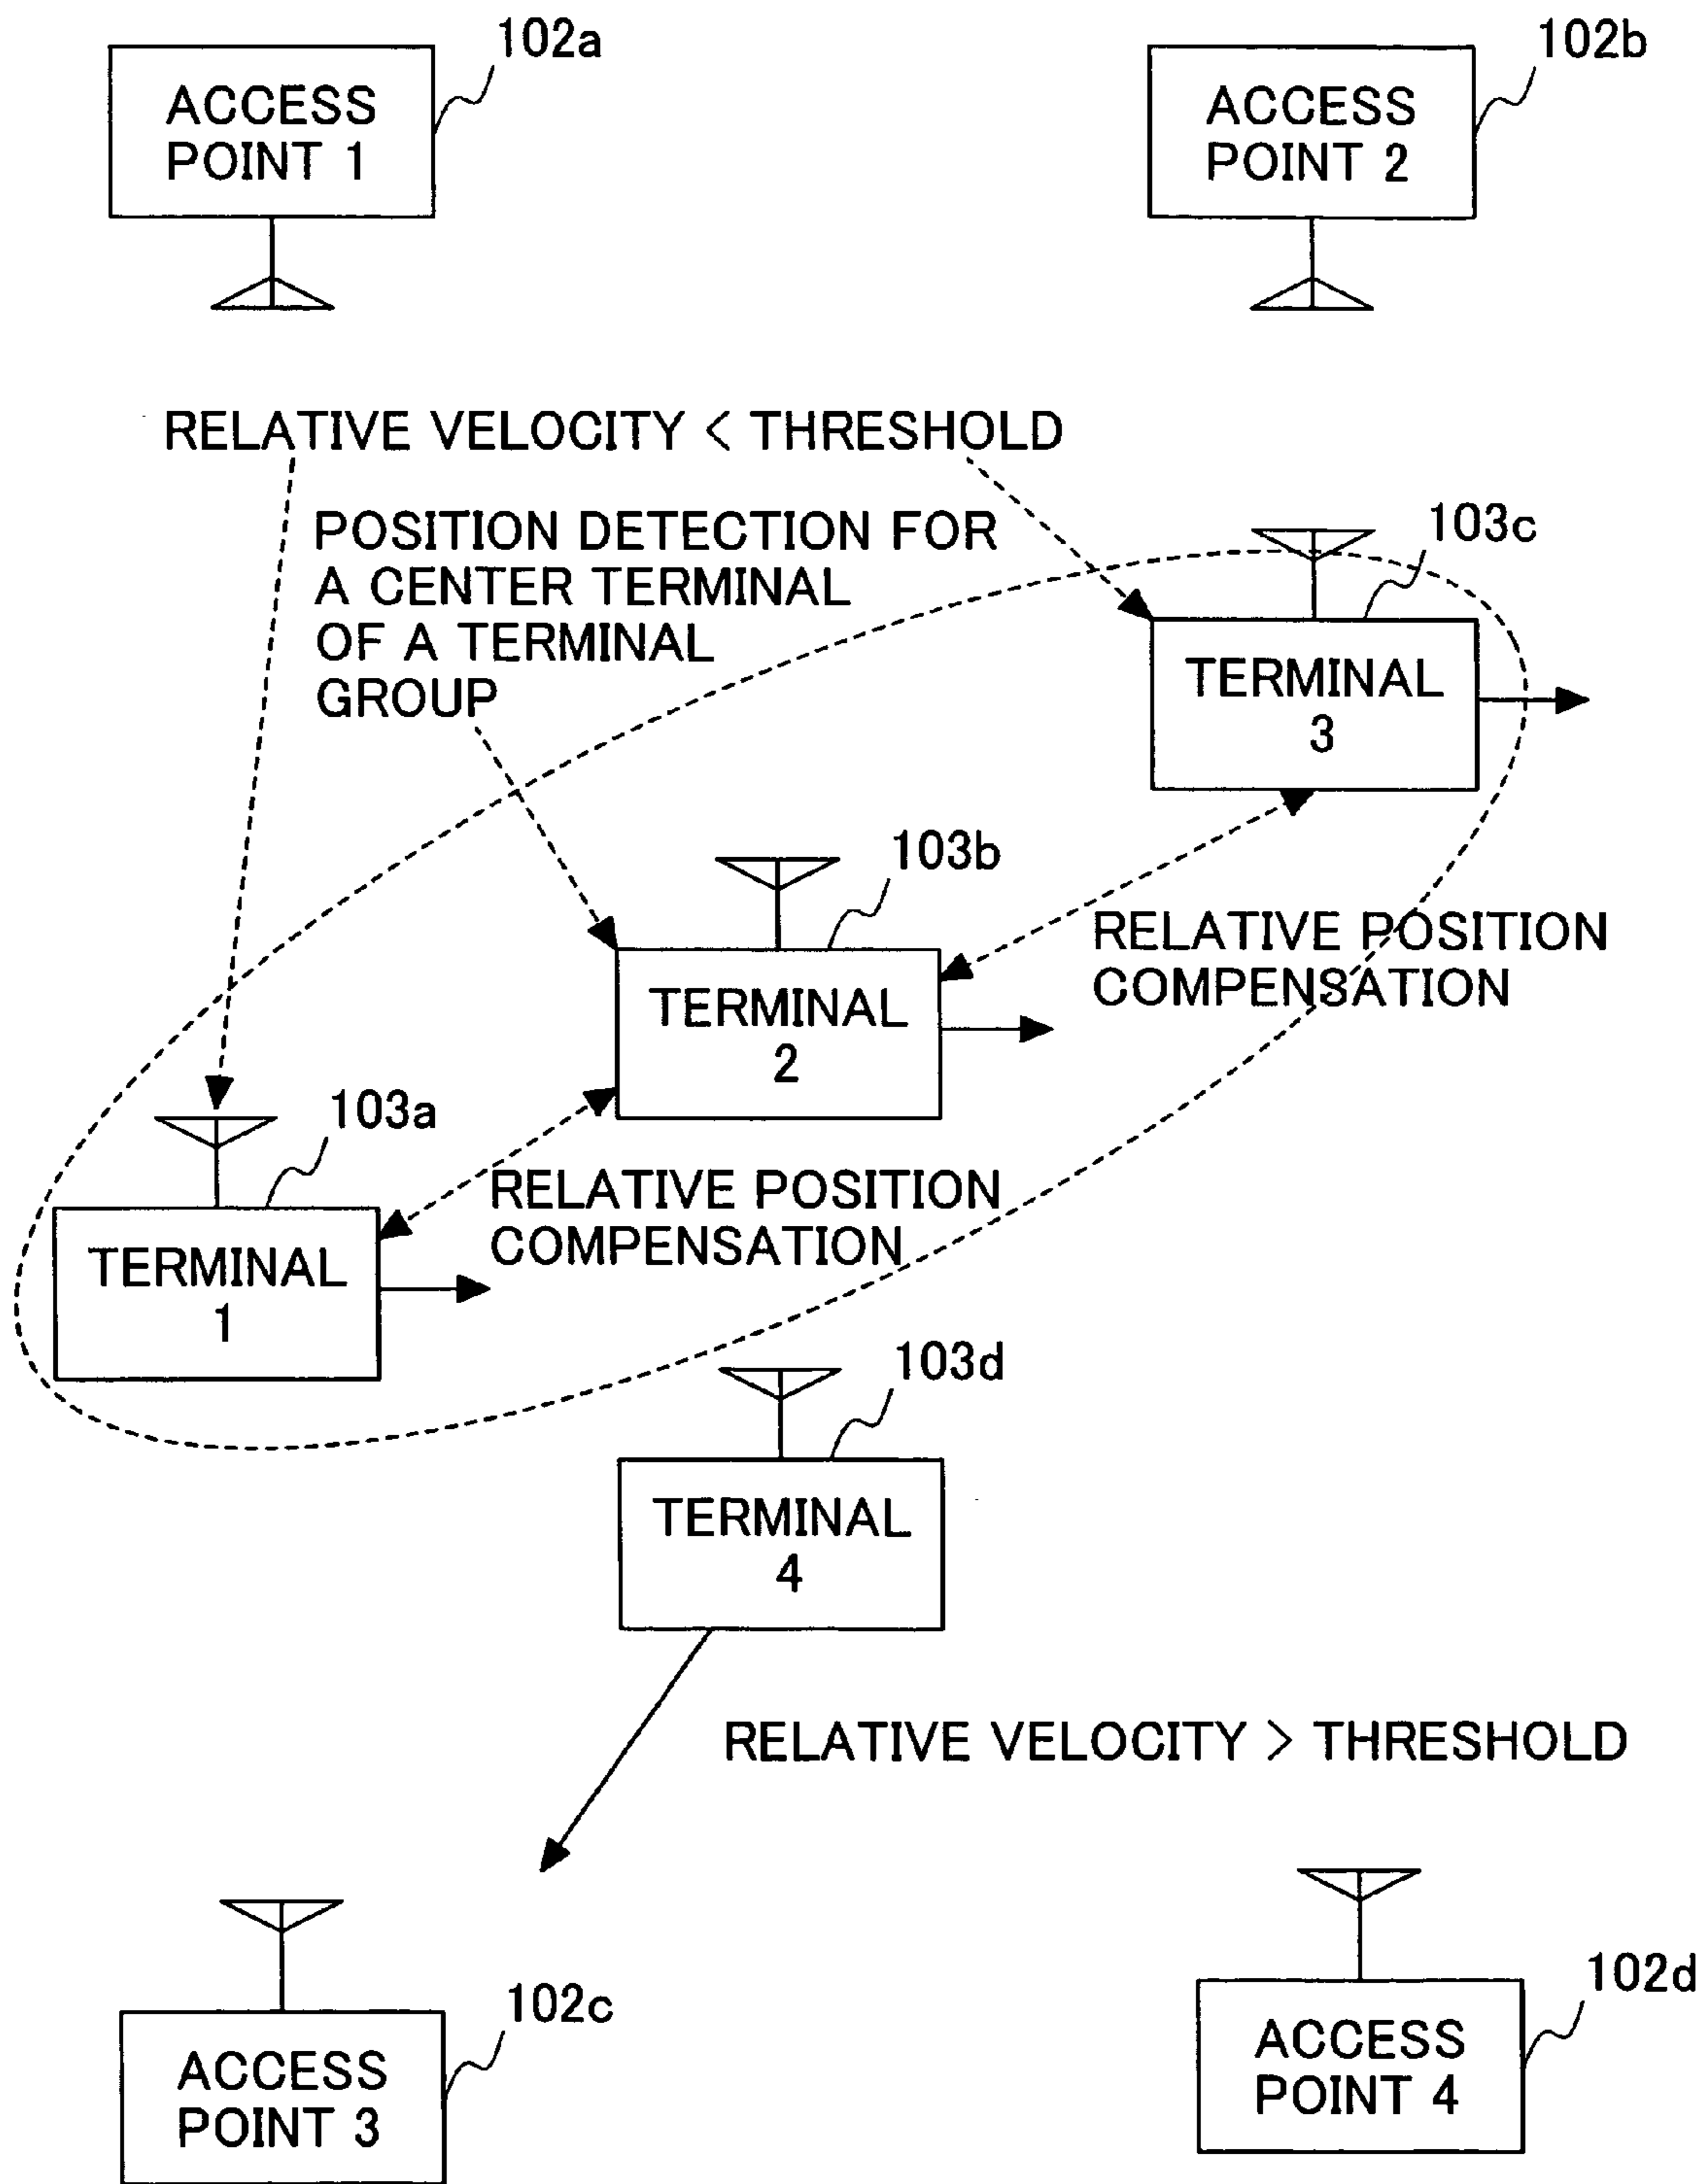 102a
ACCESS
POINT 1
102b
ACCESS
POINT 2
RELATIVE VELOCITY < THRESHOLD
POSITION DETECTION FOR
A CENTER TERMINAL
OF A TERMINAL
GROUP
103c
TERMINAL
3
103b
TERMINAL
2
RELATIVE POSITION
COMPENSATION
103a
TERMINAL
1
RELATIVE POSITION
COMPENSATION
103d
TERMINAL
4
RELATIVE VELOCITY > THRESHOLD
102c
ACCESS
POINT 3
102d
ACCESS
POINT 4